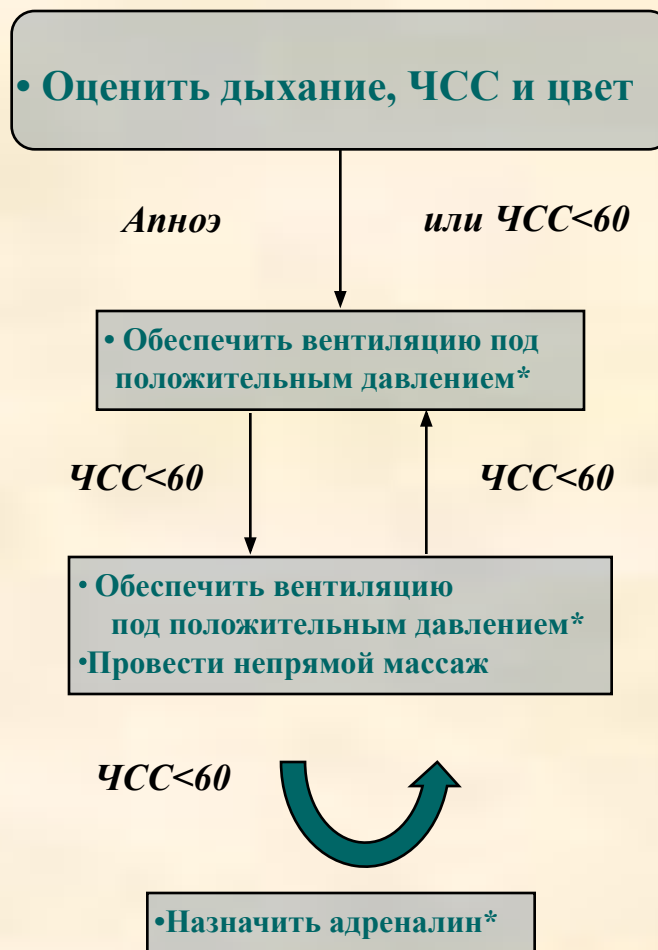 • Оценить дыхание, ЧСС и цвет
Апноэ или ЧСС<60
• Обеспечить вентиляцию под
положительным давлением*
ЧСС<60 ЧСС<60
• Обеспечить вентиляцию
под положительным давлением*
•Провести непрямой массаж
ЧСС<60
•Назначить адреналин*